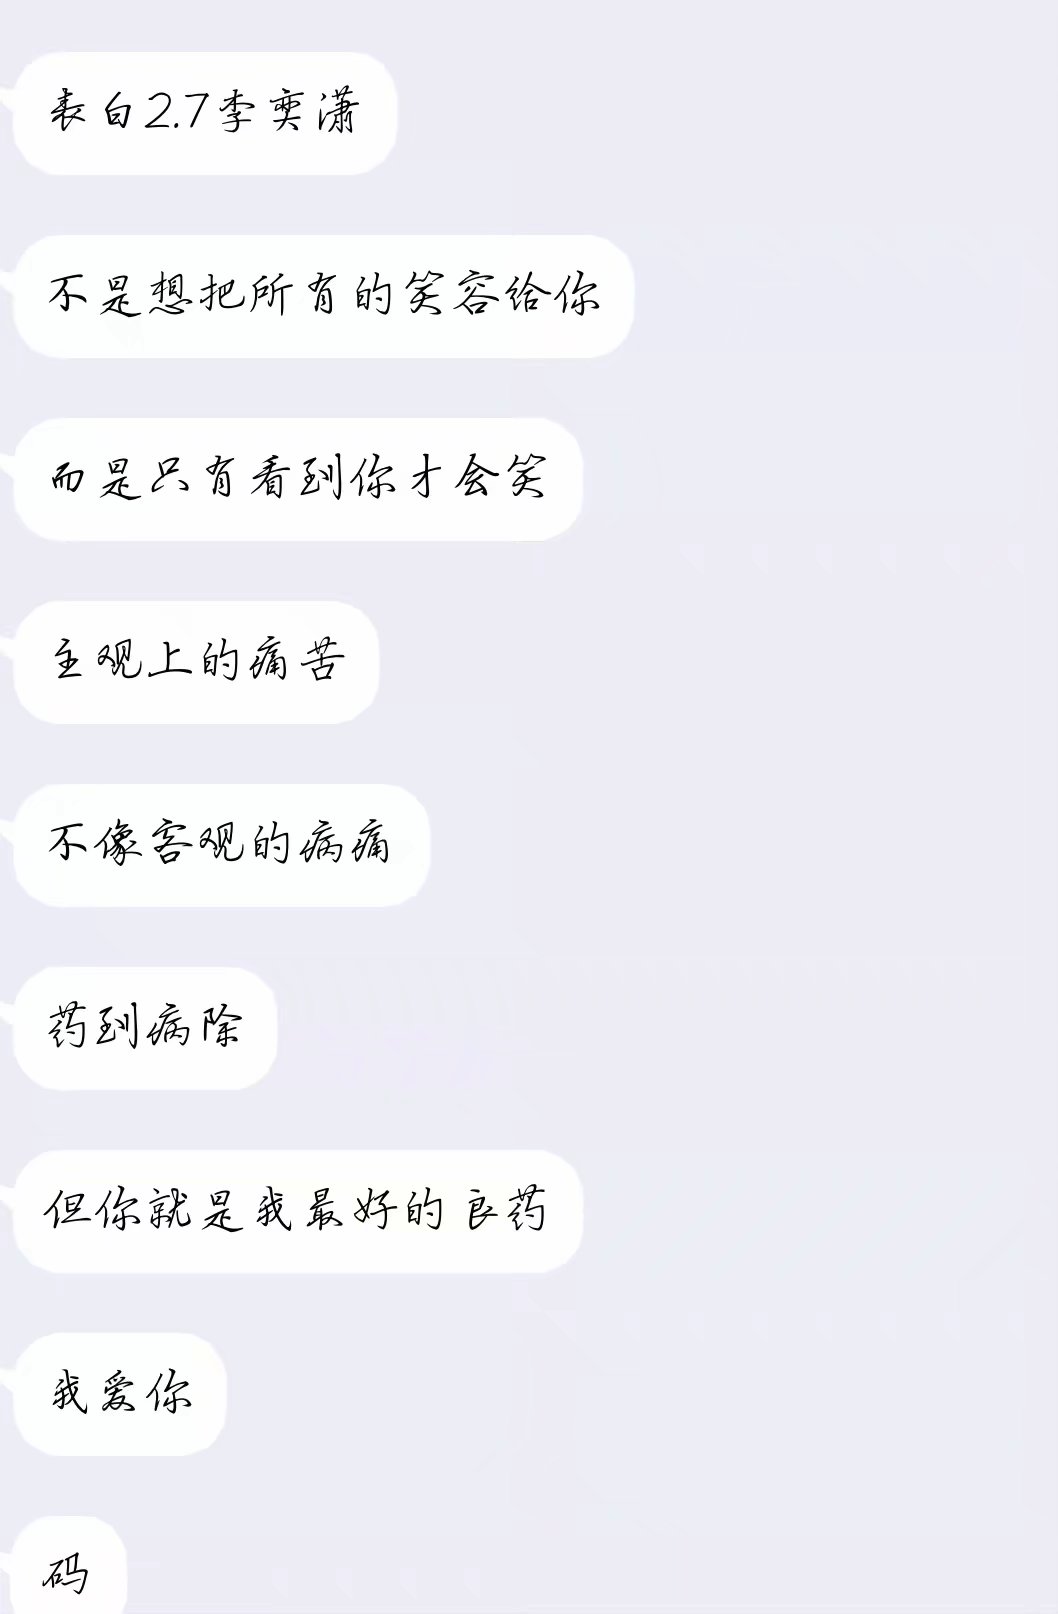 表白2.7李奕潇
不是想把所有的笑容给你
而是只有看到你才会笑
主观上的痛苦
不像客观的病痛
药到病除
但你就是我最好的良药
我爱你
码